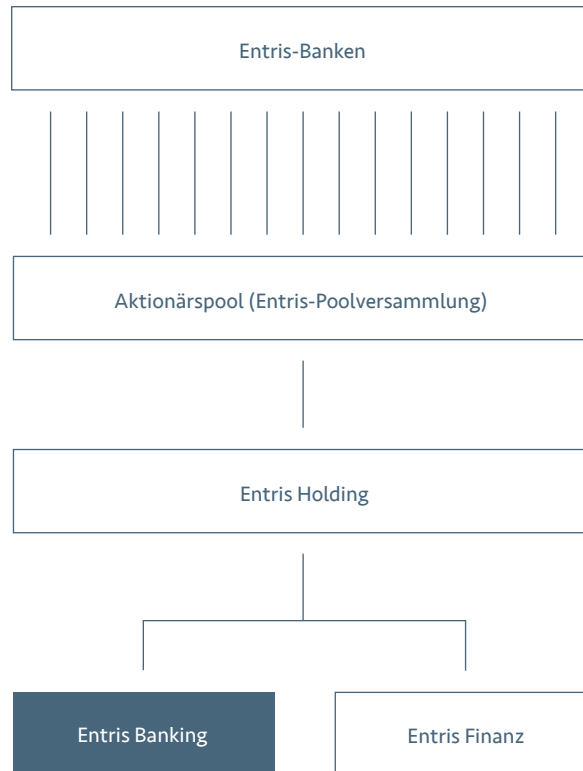 Entris-Banken
Aktionärspool (Entris-Poolversammlung)
Entris Holding
Entris Banking
Entris Finanz